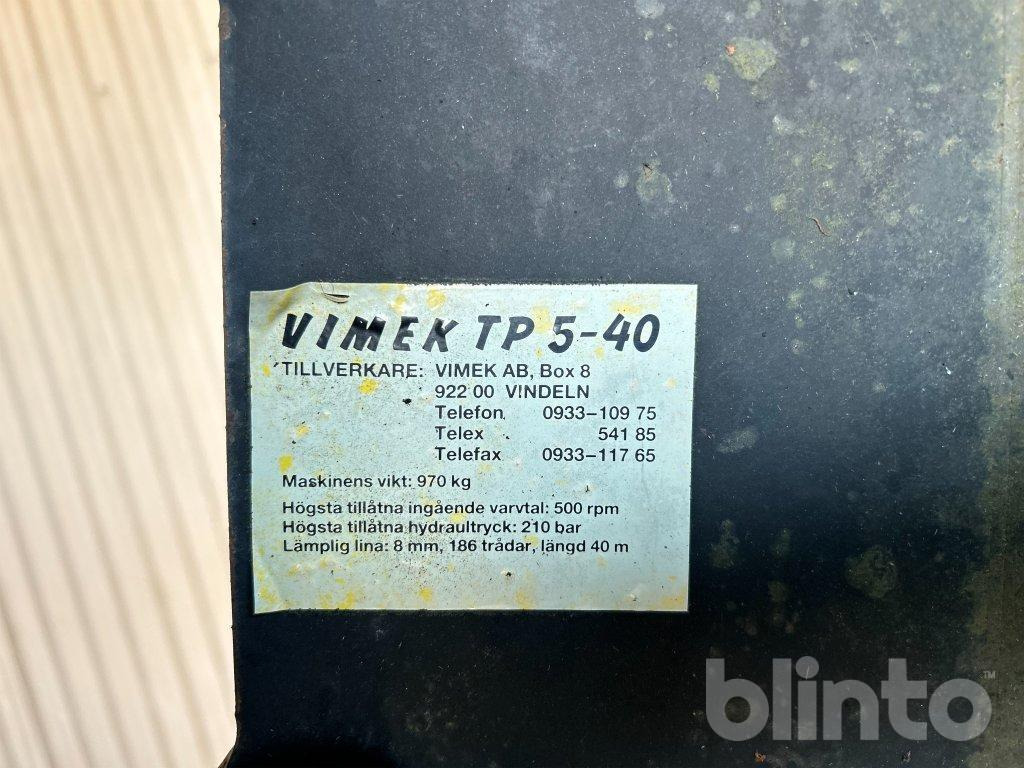 VIMEK TP 5-40
TILLVERKARE: VIMEK AB, Box 8
922 00 VINDELN
Telefon 0933-109 75
Telex 541 85
Telefax 0933-117 65
Maskinens vikt: 970 kg
Högsta tillåtna ingående varvtal: 500 rpm
Högsta tillåtna hydraultryck: 210 bar
Lämplig lina: 8 mm, 186 trådar, längd 40 m
blinto™